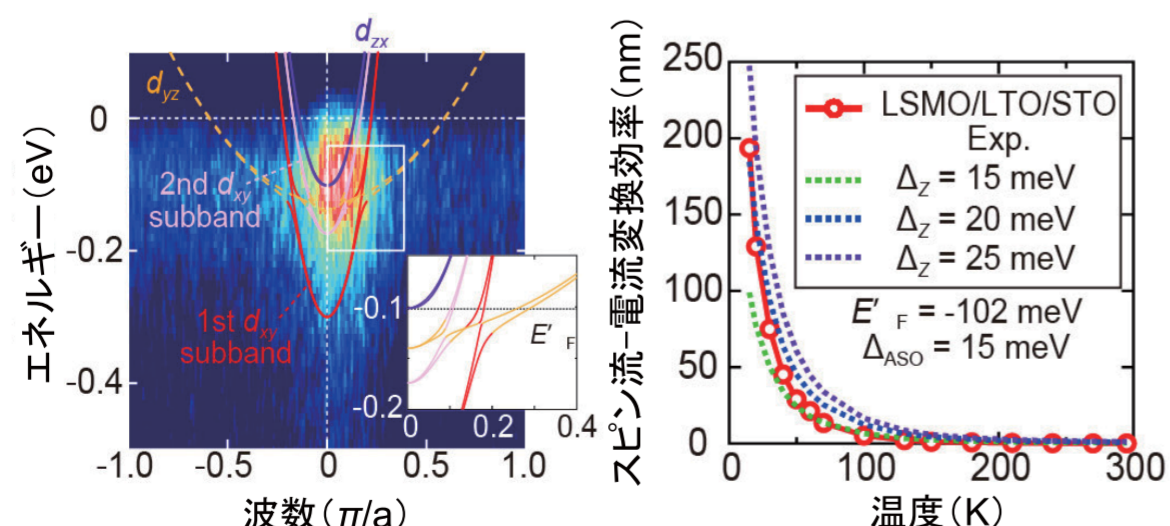 エネルギー(eV)
0
-0.2
-0.4
d_zx
d_yz
2nd d_xy
subband
1st d_xy
subband
-0.1
E'_F
-0.2
0
0.2
0.4
-1.0
-0.5
0
0.5
1.0
波数(π/a)
スピン流-電流変換効率(nm)
250
200
150
100
50
0
LSMO/LTO/STO
Exp.
Δ_Z = 15 meV
Δ_Z = 20 meV
Δ_Z = 25 meV
E'_F = -102 meV
Δ_ASO = 15 meV
0
100
200
300
温度(K)